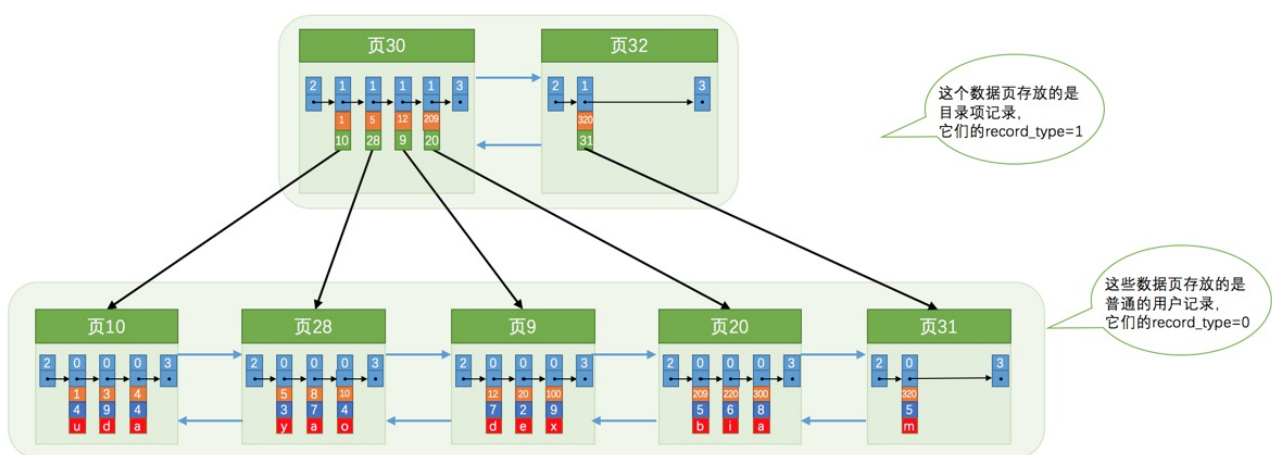 页30
页32
2 1 1 1 1 3
2 1 3
1 5 12 209
320
10 28 9 20
31
这个数据页存放的是
目录项记录，
它们的record_type=1
这些数据页存放的是
普通的用户记录，
它们的record_type=0
页10
页28
页9
页20
页31
2 0 0 0 3
2 0 0 0 3
2 0 0 0 3
2 0 0 0 3
2 0 3
1 3 4
5 8 10
12 20 100
209 220 300
320
4 9 4
3 7 4
7 2 9
5 6 8
5
u d a
y a o
d e x
b i a
m